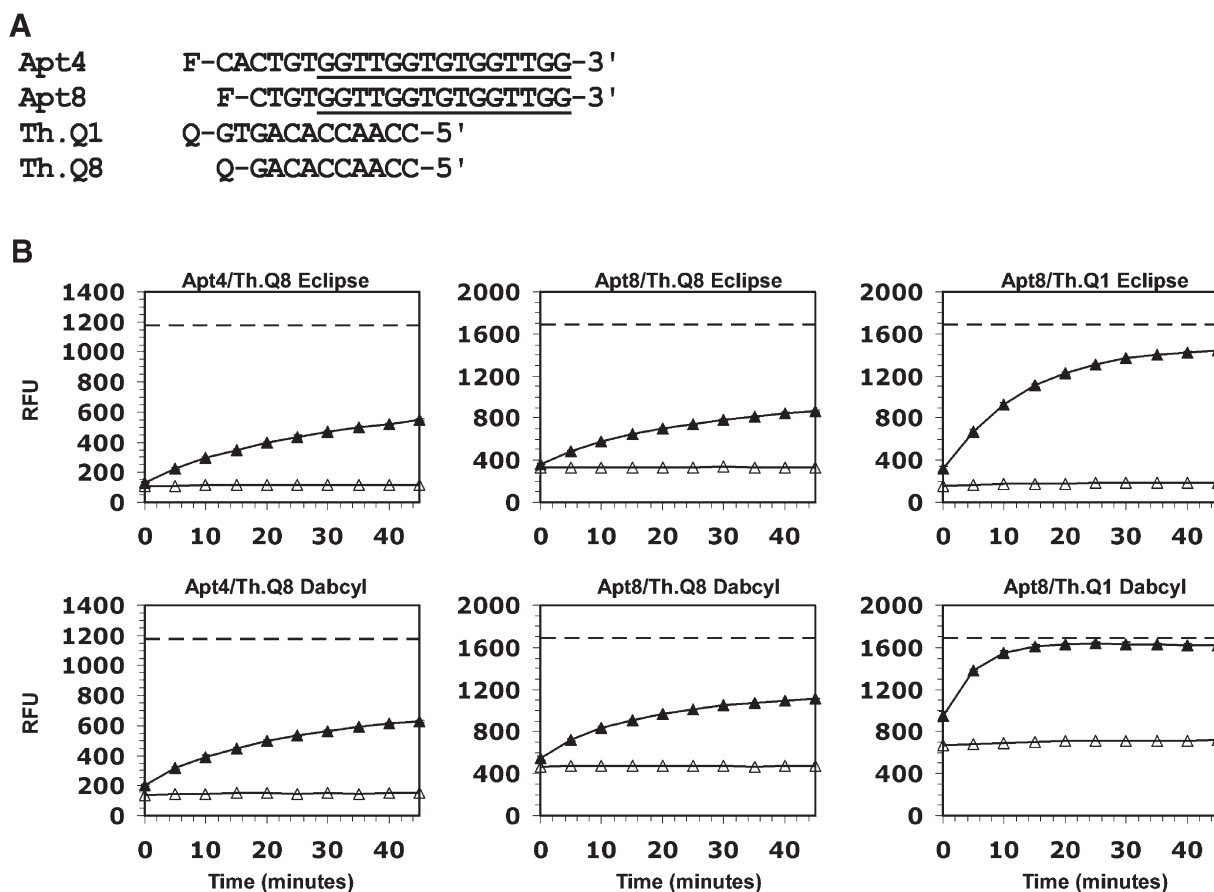 A
Apt4 F-CACTGTGGTTGGTGTGGTTGG-3'
Apt8 F-CTGTGGTTGGTGTGGTTGG-3'
Th.Q1 Q-GTGACACCAACC-5'
Th.Q8 Q-GACACCAACC-5'
B
Apt4/Th.Q8 Eclipse
1400
1200
1000
800
600
400
200
0
RFU
0 10 20 30 40
Apt8/Th.Q8 Eclipse
2000
1600
1200
800
400
0
0 10 20 30 40
Apt8/Th.Q1 Eclipse
2000
1600
1200
800
400
0
0 10 20 30 40
Apt4/Th.Q8 Dabcyl
1400
1200
1000
800
600
400
200
0
RFU
0 10 20 30 40
Time (minutes)
Apt8/Th.Q8 Dabcyl
2000
1600
1200
800
400
0
0 10 20 30 40
Time (minutes)
Apt8/Th.Q1 Dabcyl
2000
1600
1200
800
400
0
0 10 20 30 40
Time (minutes)